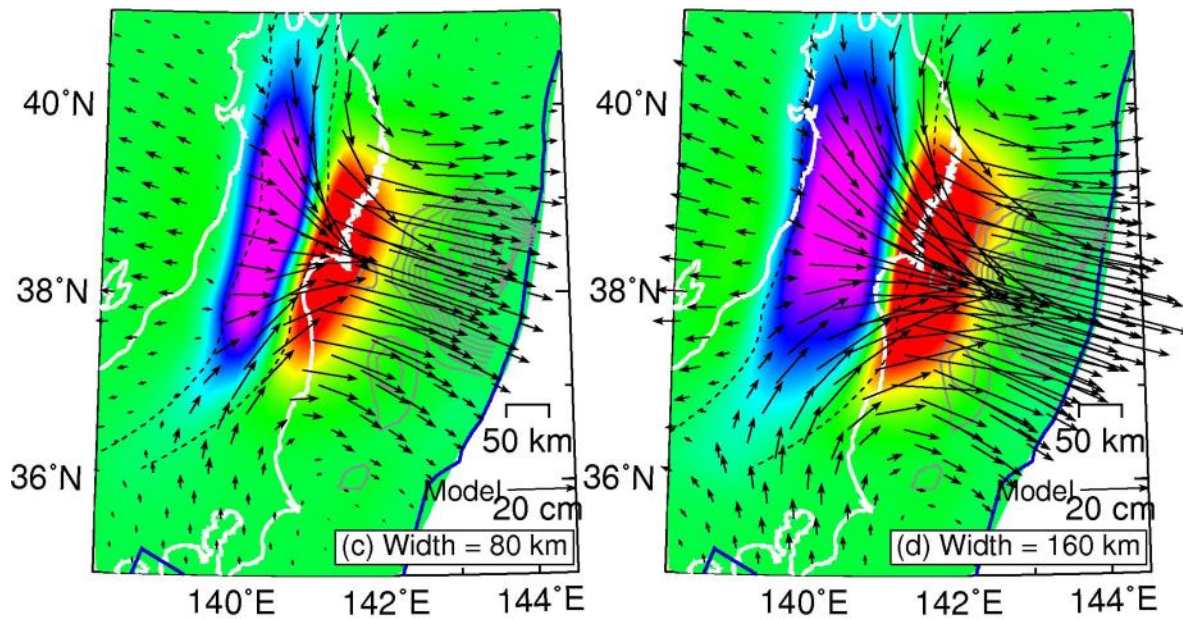 40°N
38°N
36°N
50 km
Model
20 cm
(c) Width = 80 km
140°E
142°E
144°E
40°N
38°N
36°N
50 km
Model
20 cm
(d) Width = 160 km
140°E
142°E
144°E